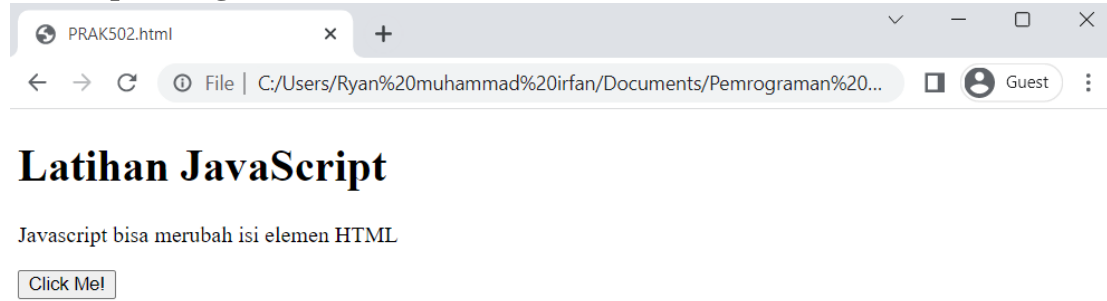 PRAK502.html
File | C:/Users/Ryan%20muhammad%20irfan/Documents/Pemrograman%20...
Guest
Latihan JavaScript
Javascript bisa merubah isi elemen HTML
Click Me!